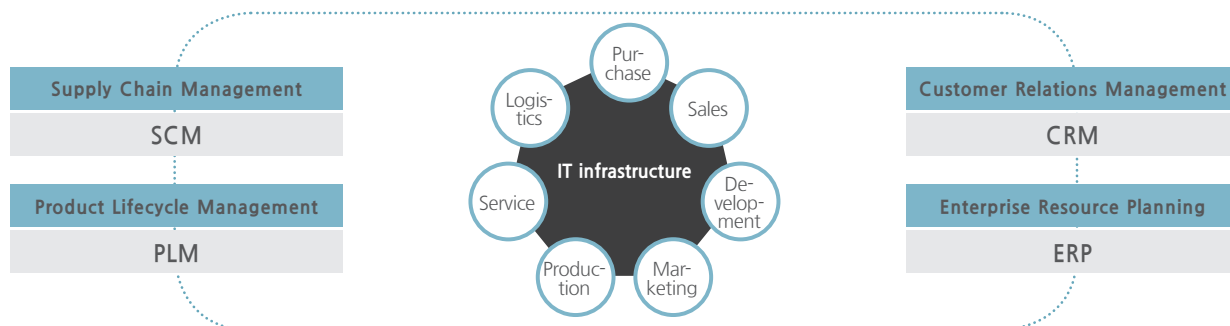 Supply Chain Management
SCM
Product Lifecycle Management
PLM
Pur-
chase
Logis-
tics
Sales
IT infrastructure
Service
De-
velop-
ment
Produc-
tion
Mar-
keting
Customer Relations Management
CRM
Enterprise Resource Planning
ERP